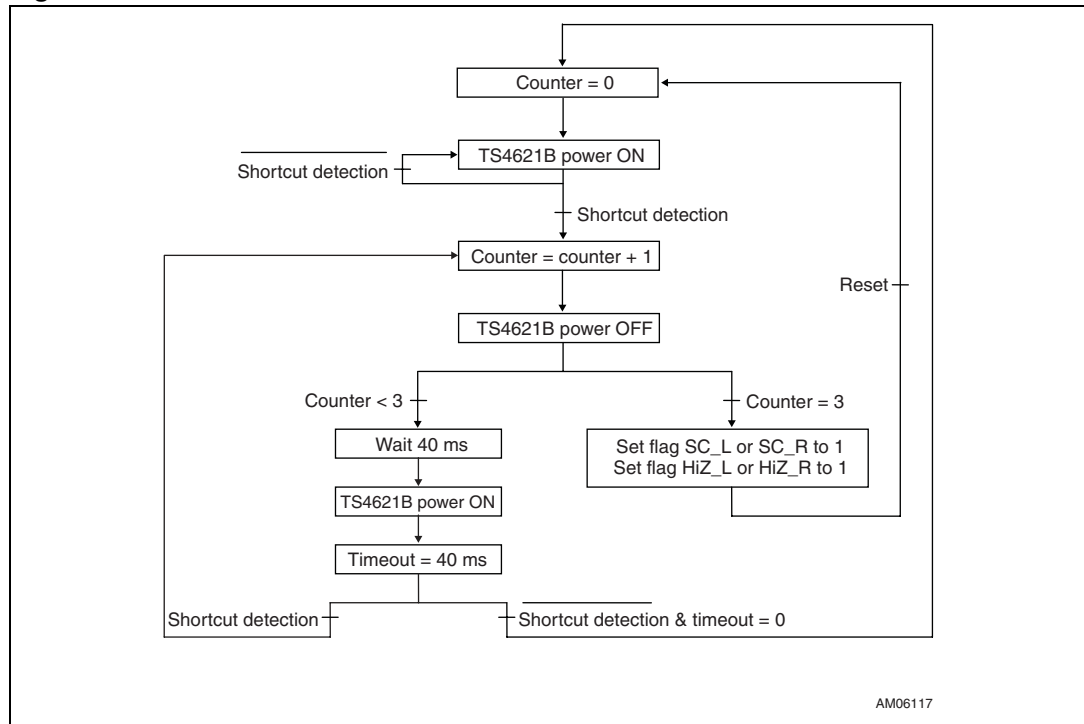 Counter = 0
TS4621B power ON
Shortcut detection
Shortcut detection
Counter = counter + 1
Reset
TS4621B power OFF
Counter < 3
Counter = 3
Wait 40 ms
Set flag SC_L or SC_R to 1
Set flag HiZ_L or HiZ_R to 1
TS4621B power ON
Timeout = 40 ms
Shortcut detection
Shortcut detection & timeout = 0
AM06117